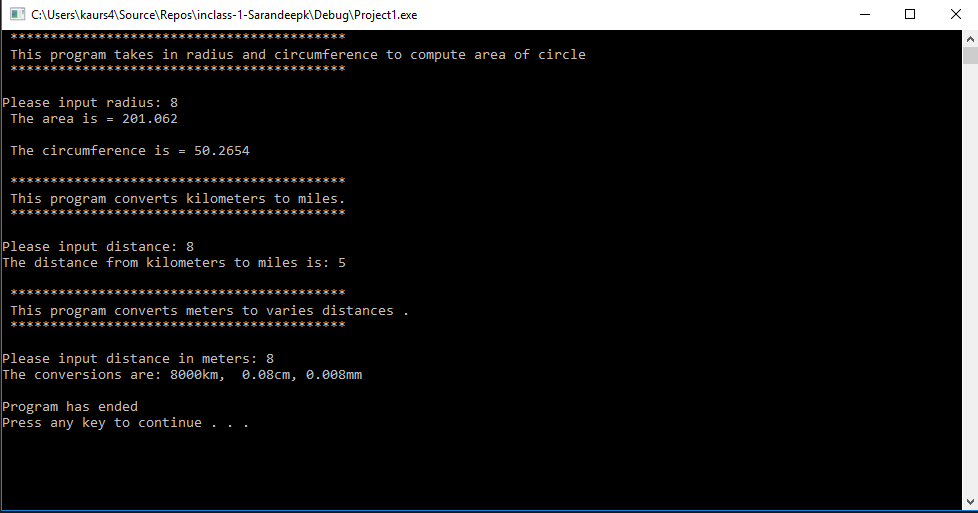 C:\Users\kaurs4\Source\Repos\inclass-1-Sarandeepk\Debug\Project1.exe
******************************************
This program takes in radius and circumference to compute area of circle
******************************************
Please input radius: 8
The area is = 201.062
The circumference is = 50.2654
******************************************
This program converts kilometers to miles.
******************************************
Please input distance: 8
The distance from kilometers to miles is: 5
******************************************
This program converts meters to varies distances .
******************************************
Please input distance in meters: 8
The conversions are: 8000km,  0.08cm, 0.008mm
Program has ended
Press any key to continue . . .